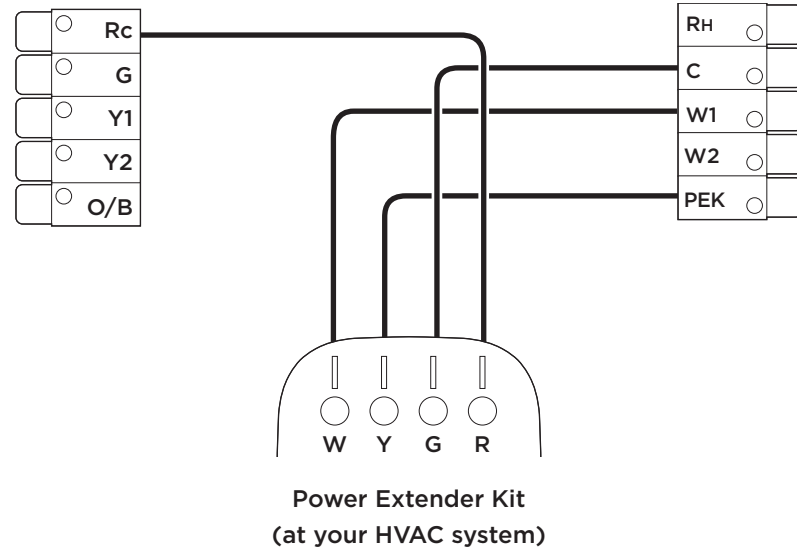 Rc
G
Y1
Y2
O/B
RH
C
W1
W2
PEK
W Y G R
Power Extender Kit
(at your HVAC system)